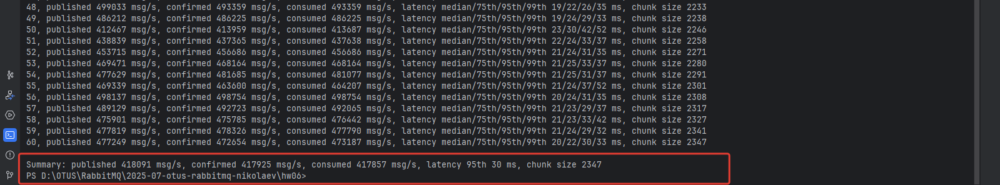 48, published 499033 msg/s, confirmed 493359 msg/s, consumed 493359 msg/s, latency median/75th/95th/99th 19/22/26/35 ms, chunk size 2233
49, published 486212 msg/s, confirmed 486225 msg/s, consumed 486225 msg/s, latency median/75th/95th/99th 19/24/29/33 ms, chunk size 2238
50, published 412467 msg/s, confirmed 413959 msg/s, consumed 413687 msg/s, latency median/75th/95th/99th 23/30/42/52 ms, chunk size 2246
51, published 438839 msg/s, confirmed 437365 msg/s, consumed 437638 msg/s, latency median/75th/95th/99th 22/24/33/37 ms, chunk size 2258
52, published 453715 msg/s, confirmed 456686 msg/s, consumed 456686 msg/s, latency median/75th/95th/99th 21/24/31/35 ms, chunk size 2271
53, published 469471 msg/s, confirmed 468164 msg/s, consumed 468164 msg/s, latency median/75th/95th/99th 21/25/33/37 ms, chunk size 2280
54, published 477629 msg/s, confirmed 481685 msg/s, consumed 481077 msg/s, latency median/75th/95th/99th 21/25/31/37 ms, chunk size 2291
55, published 469339 msg/s, confirmed 463600 msg/s, consumed 464207 msg/s, latency median/75th/95th/99th 21/24/37/52 ms, chunk size 2301
56, published 498137 msg/s, confirmed 498754 msg/s, consumed 498754 msg/s, latency median/75th/95th/99th 20/24/31/35 ms, chunk size 2308
57, published 489129 msg/s, confirmed 492723 msg/s, consumed 492065 msg/s, latency median/75th/95th/99th 21/23/29/37 ms, chunk size 2317
58, published 475901 msg/s, confirmed 475785 msg/s, consumed 476442 msg/s, latency median/75th/95th/99th 21/23/33/42 ms, chunk size 2327
59, published 477819 msg/s, confirmed 478326 msg/s, consumed 477790 msg/s, latency median/75th/95th/99th 21/24/29/32 ms, chunk size 2341
60, published 477249 msg/s, confirmed 472654 msg/s, consumed 473187 msg/s, latency median/75th/95th/99th 20/22/30/33 ms, chunk size 2347
Summary: published 418091 msg/s, confirmed 417925 msg/s, consumed 417857 msg/s, latency 95th 30 ms, chunk size 2347
PS D:\OTUS\RabbitMQ\2025-07-otus-rabbitmq-nikolaev\hw06>